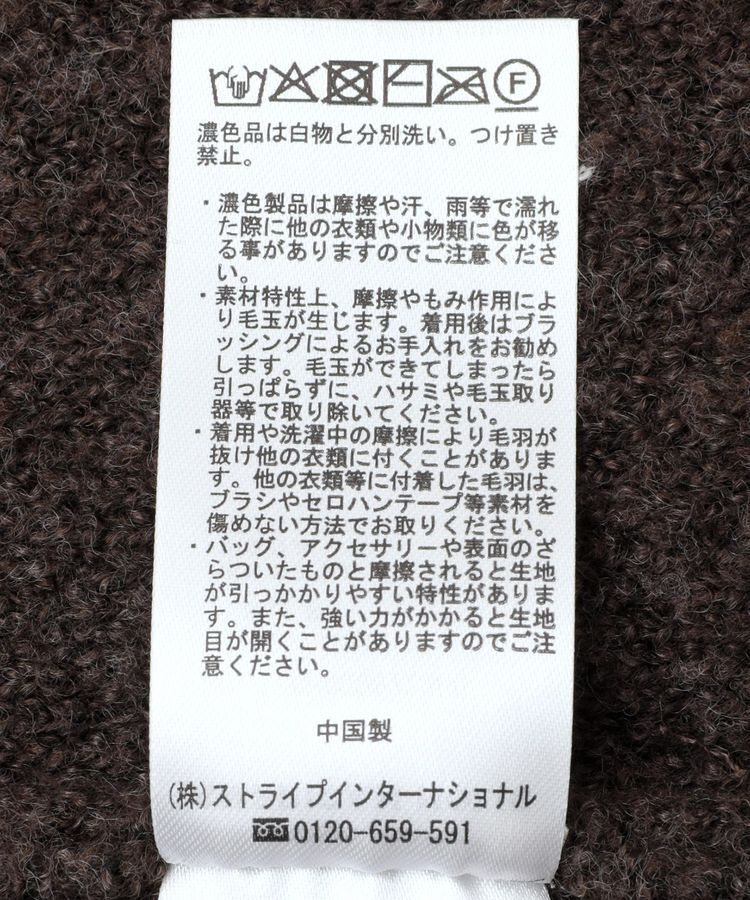 F
濃色品は白物と分別洗い。つけ置き
禁止。
・濃色製品は摩擦や汗、雨等で濡れ
た際に他の衣類や小物類に色が移
る事がありますのでご注意くださ
い。
・素材特性上、摩擦やもみ作用によ
り毛玉が生じます。着用後はブラ
ッシングによるお手入れをお勧め
します。毛玉ができてしまったら
引っぱらずに、ハサミや毛玉取り
器等で取り除いてください。
・着用や洗濯中の摩擦により毛羽が
抜け他の衣類に付くことがありま
す。他の衣類等に付着した毛羽は、
ブラシやセロハンテープ等素材を
傷めない方法でお取りください。
・バッグ、アクセサリーや表面のざ
らついたものと摩擦されると生地
が引っかかりやすい特性がありま
す。また、強い力がかかると生地
目が開くことがありますのでご注
意ください。
中国製
(株)ストライプインターナショナル
0120-659-591